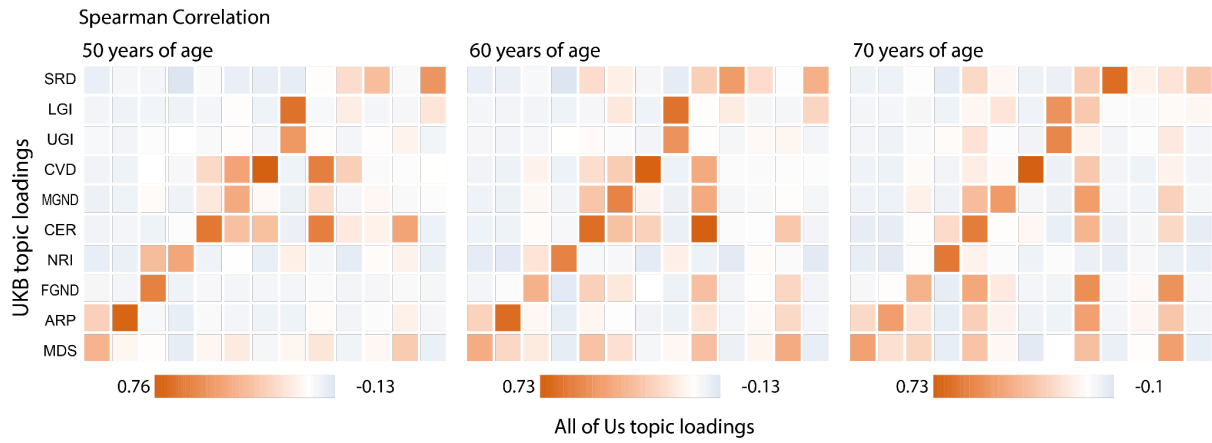 Spearman Correlation
50 years of age
60 years of age
70 years of age
UKB topic loadings
SRD
LGI
UGI
CVD
MGND
CER
NRI
FGND
ARP
MDS
0.76
-0.13
0.73
-0.13
0.73
-0.1
All of Us topic loadings